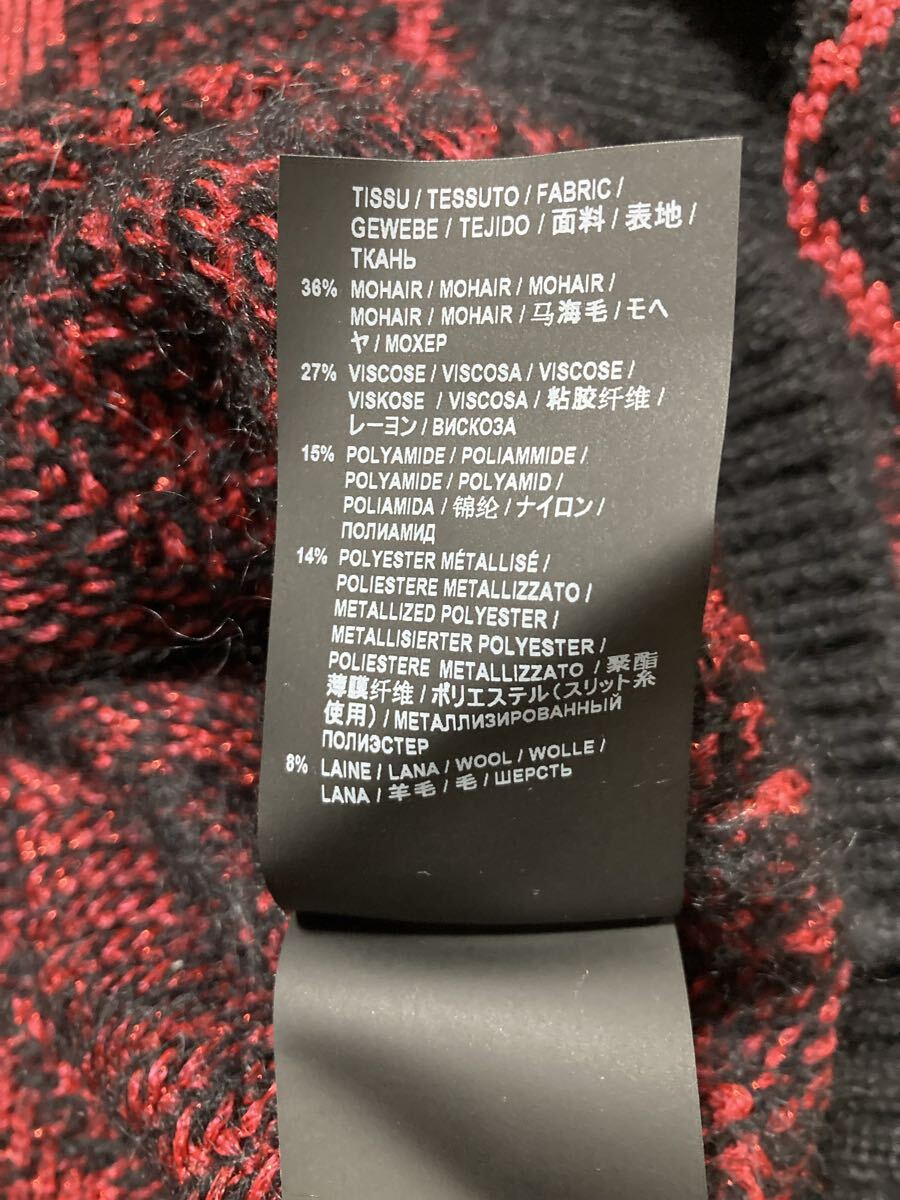 TISSU / TESSUTO / FABRIC /
GEWEBE / TEJIDO / 面料 / 表地 /
ТКАНЬ
36% MOHAIR / MOHAIR / MOHAIR /
MOHAIR / MOHAIR / 马海毛 / モヘ
ヤ / МОХЕР
27% VISCOSE / VISCOSA / VISCOSE /
VISKOSE / VISCOSA / 粘胶纤维 /
レーヨン / ВИСКОЗА
15% POLYAMIDE / POLIAMMIDE /
POLYAMIDE / POLYAMID /
POLIAMIDA / 锦纶 / ナイロン /
ПОЛИАМИД
14% POLYESTER MÉTALLISÉ /
POLIESTERE METALLIZZATO /
METALLIZED POLYESTER /
METALLISIERTER POLYESTER /
POLIESTERE METALLIZZATO / 聚酯
薄膜纤维 / ポリエステル (スリット糸
使用) / МЕТАЛЛИЗИРОВАННЫЙ
ПОЛИЭСТЕР
8% LAINE / LANA / WOOL / WOLLE /
LANA / 羊毛 / 毛 / ШЕРСТЬ